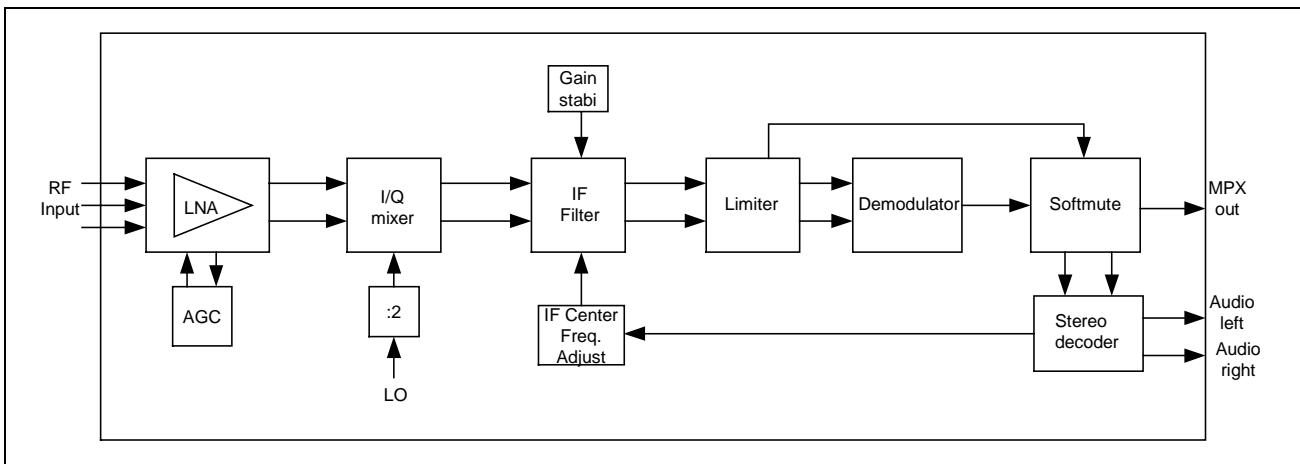 Gain
stabi
RF
Input
LNA
I/Q
mixer
IF
Filter
Limiter
Demodulator
Softmute
MPX
out
AGC
:2
LO
IF Center
Freq.
Adjust
Stereo
decoder
Audio
left
Audio
right